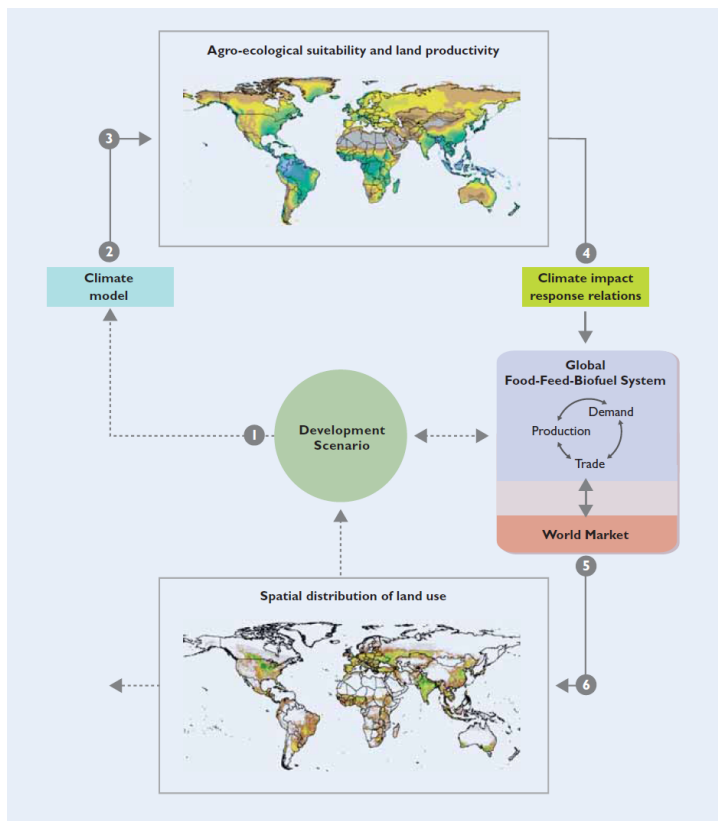 Agro-ecological suitability and land productivity
3
2
4
Climate
model
Climate impact
response relations
Global
Food-Feed-Biofuel System
Demand
Production
Trade
1
Development
Scenario
World Market
5
Spatial distribution of land use
6